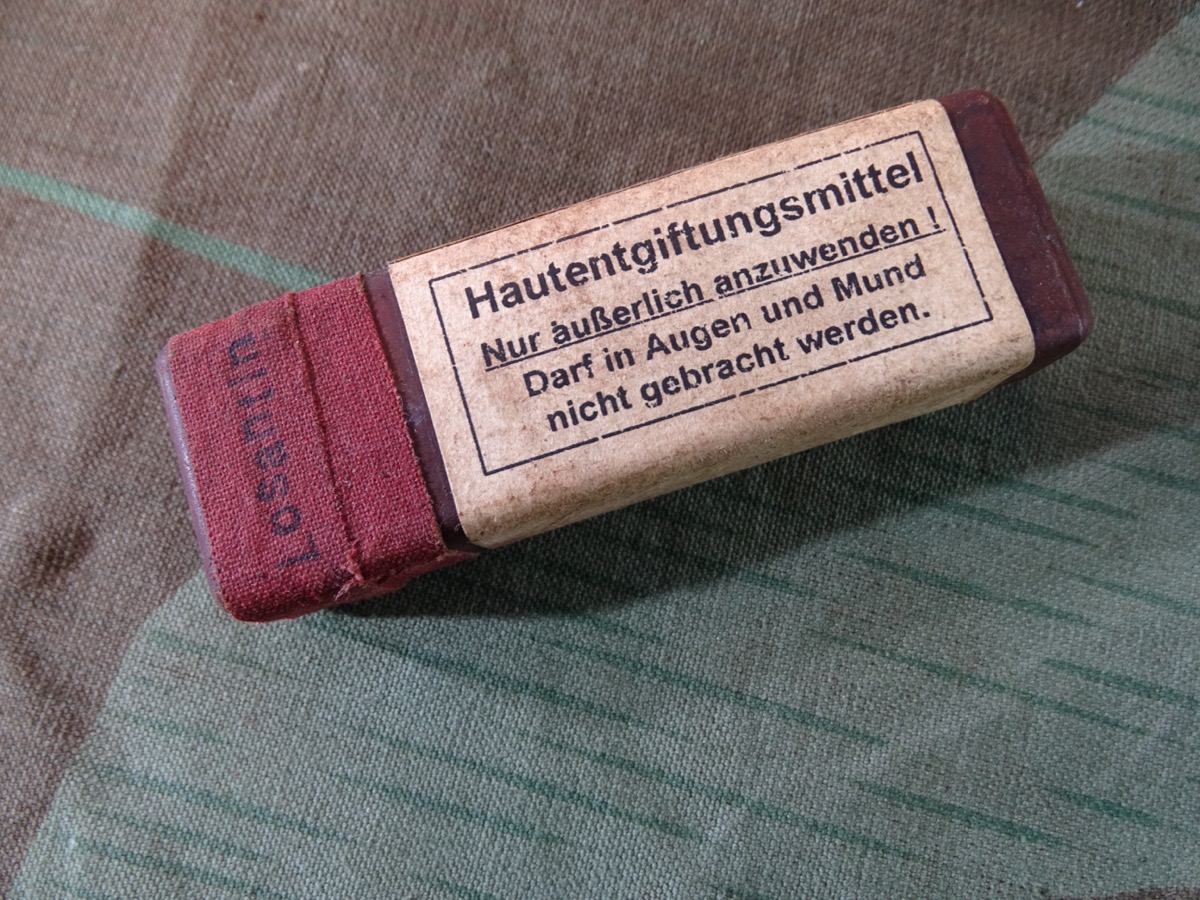 Hautentgiftungsmittel
Nur äußerlich anzuwenden !
Darf in Augen und Mund
nicht gebracht werden.
Losantin